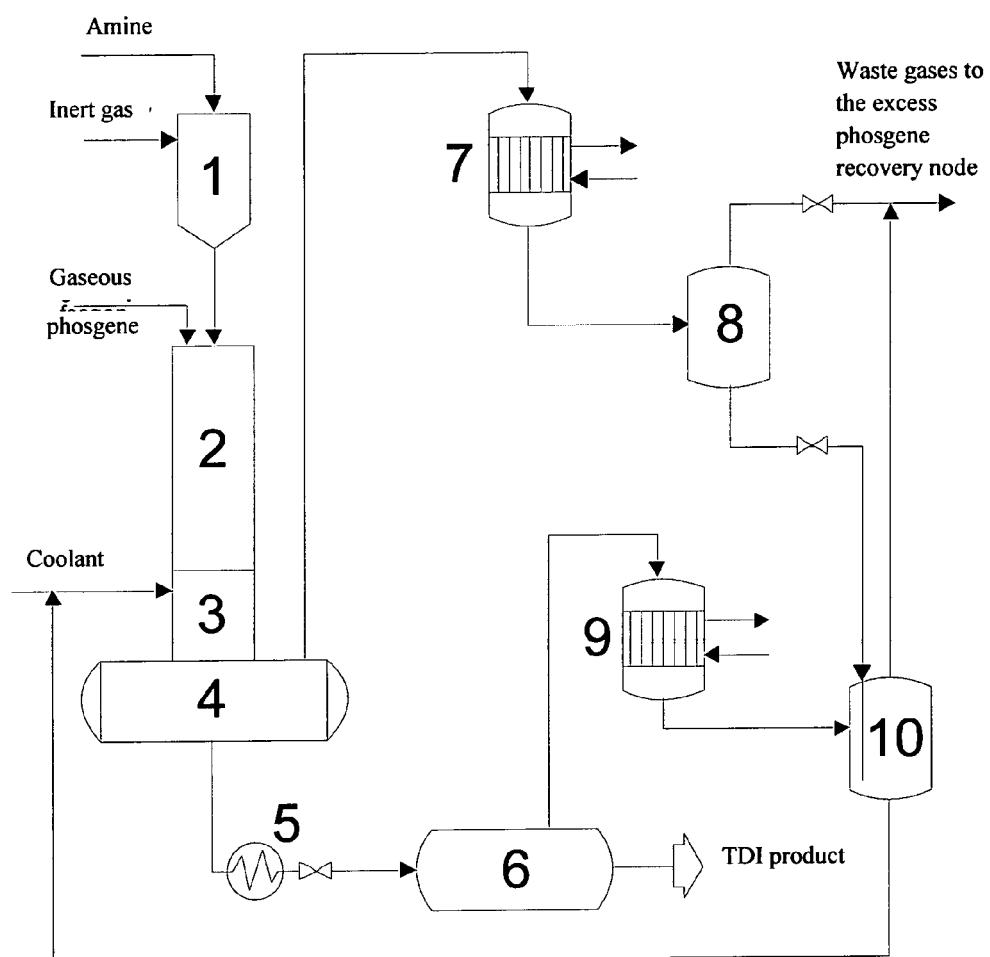 Amine
Inert gas
1
Gaseous
phosgene
2
Coolant
3
4
5
6
TDI product
7
Waste gases to
the excess
phosgene
recovery node
8
9
10